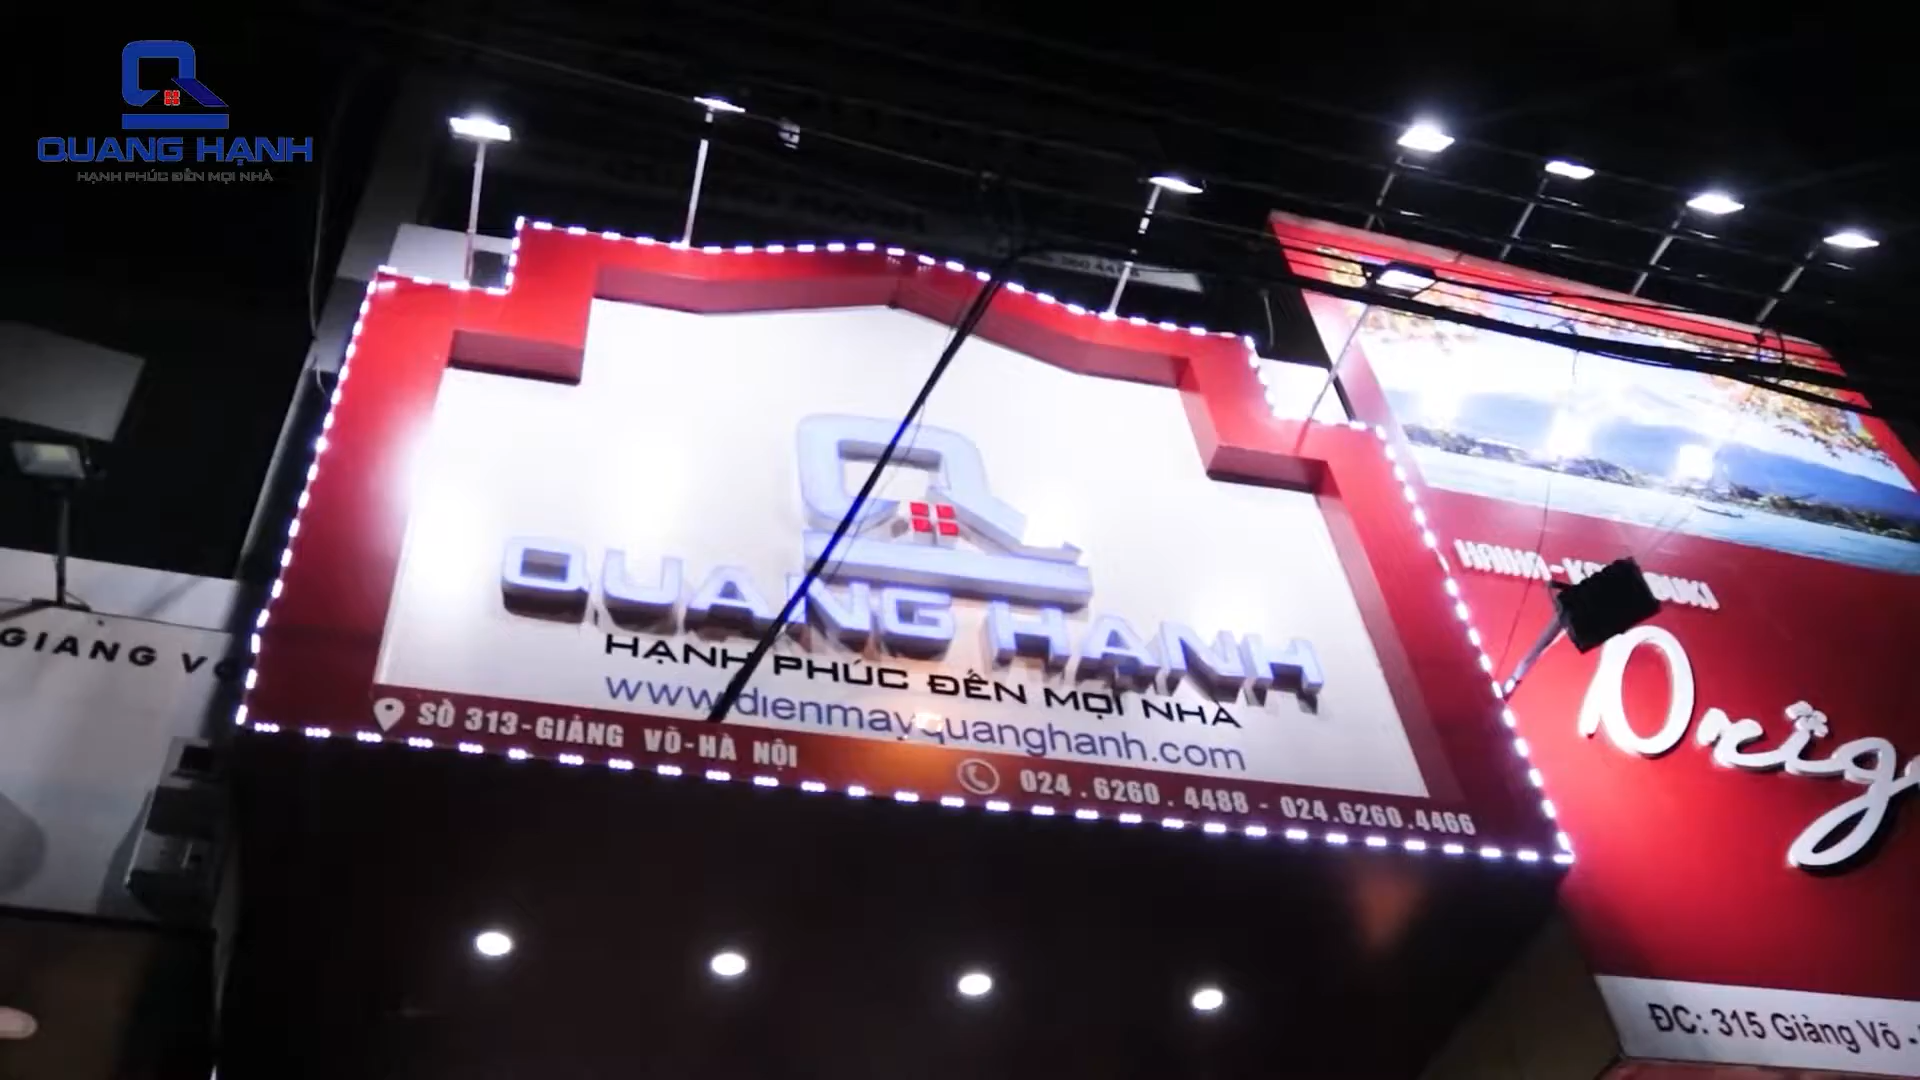 QUANG HẠNH
HẠNH PHÚC ĐẾN MỌI NHÀ
QUANG HẠNH
HẠNH PHÚC ĐẾN MỌI NHÀ
www.dienmayquanghanh.com
SỐ 313-GIẢNG VÕ-HÀ NỘI
024.6260.4488 - 024.6260.4466
GIANG VO
Orig
ĐC: 315 Giảng Võ -